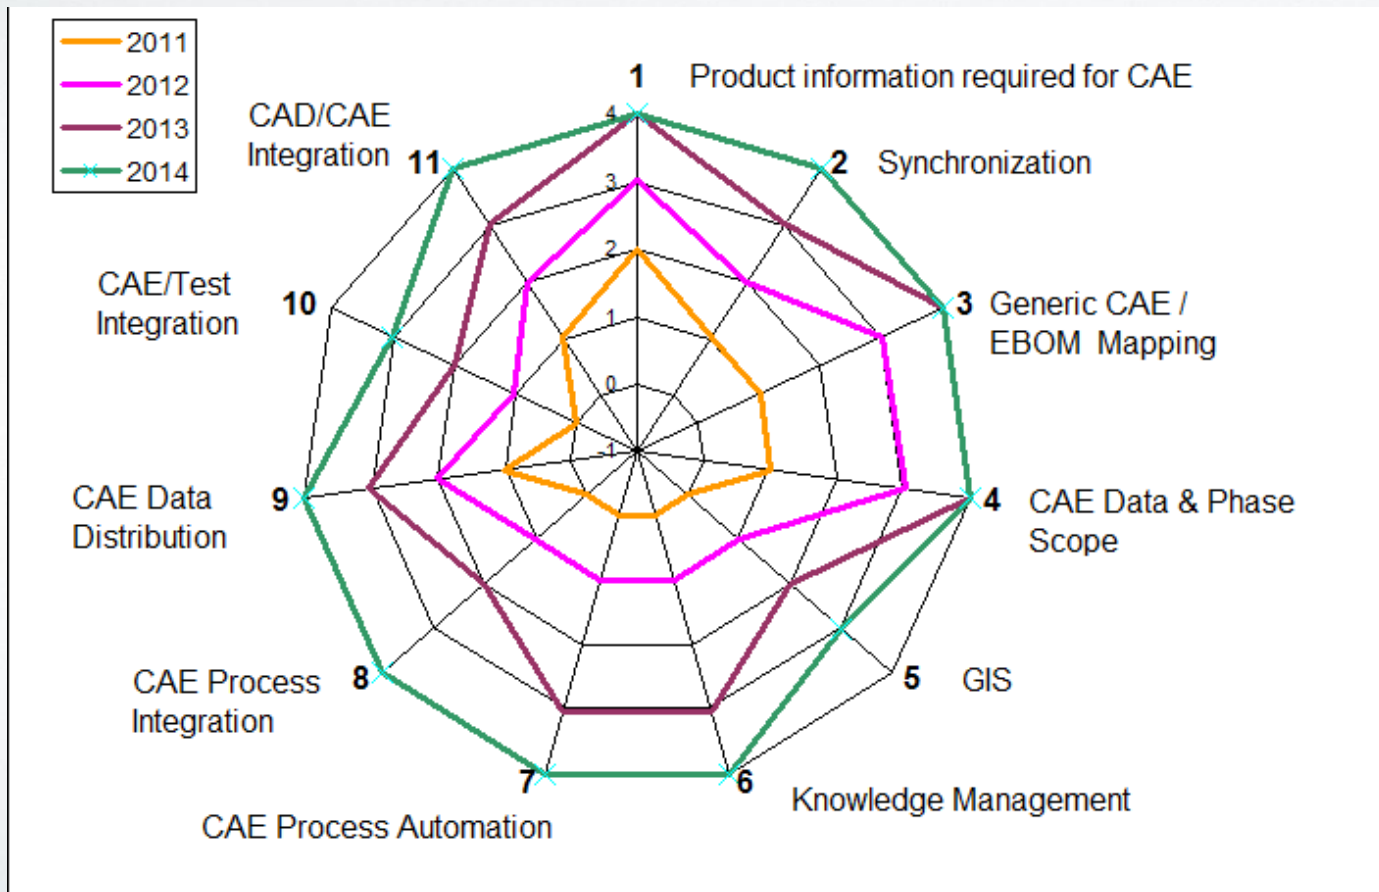 2011
2012
2013
2014
1 Product information required for CAE
CAD/CAE
Integration
11
2 Synchronization
4
3
2
1
0
-1
CAE/Test
Integration
10
3 Generic CAE /
EBOM Mapping
CAE Data
Distribution
9
4 CAE Data & Phase
Scope
CAE Process
Integration
8
5 GIS
7
6
Knowledge Management
CAE Process Automation